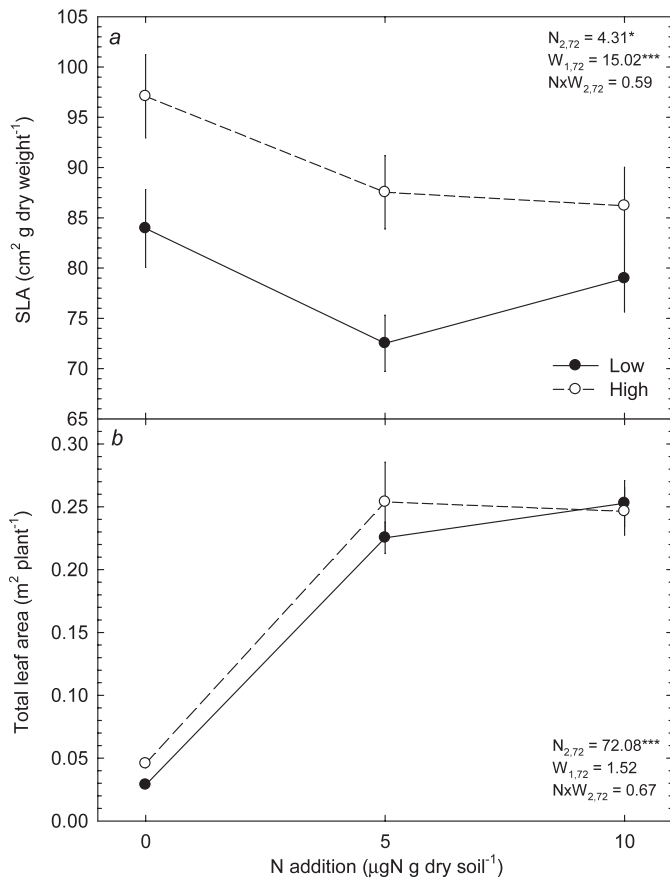 105
a
N2,72 = 4.31*
W1,72 = 15.02***
NxW2,72 = 0.59
100
95
90
85
80
75
70
65
SLA (cm2 g dry weight-1)
Low
High
b
0.30
0.25
0.20
0.15
0.10
0.05
0.00
Total leaf area (m2 plant-1)
N2,72 = 72.08***
W1,72 = 1.52
NxW2,72 = 0.67
0 5 10
N addition (μgN g dry soil-1)